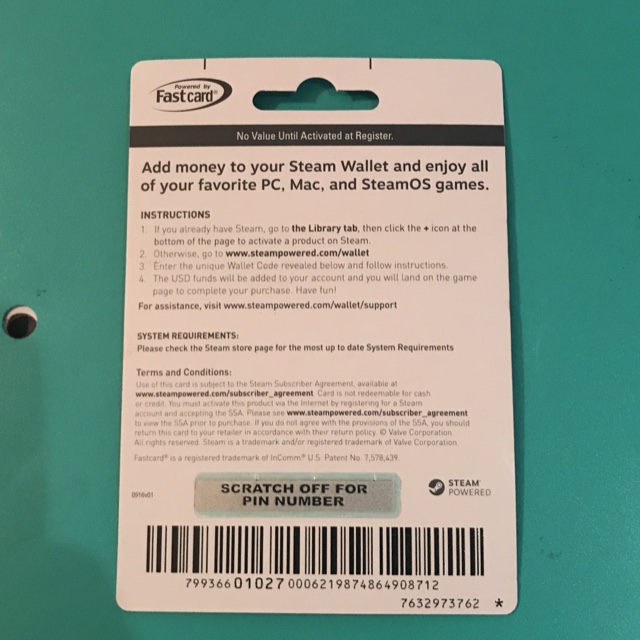 Powered by
Fastcard®
No Value Until Activated at Register.
Add money to your Steam Wallet and enjoy all
of your favorite PC, Mac, and SteamOS games.
INSTRUCTIONS
1. If you already have Steam, go to the Library tab, then click the + icon at the
bottom of the page to activate a product on Steam.
2. Otherwise, go to www.steampowered.com/wallet
3. Enter the unique Wallet Code revealed below and follow instructions.
4. The USD funds will be added to your account and you will land on the game
page to complete your purchase. Have fun!
For assistance, visit www.steampowered.com/wallet/support
SYSTEM REQUIREMENTS:
Please check the Steam store page for the most up to date System Requirements
Terms and Conditions:
Use of this card is subject to the Steam Subscriber Agreement, available at
www.steampowered.com/subscriber_agreement. Card is not redeemable for cash
or credit. You must activate this product via the Internet by registering for a Steam
account and accepting the SSA. Please see www.steampowered.com/subscriber_agreement
to view the SSA prior to purchase. If you do not agree with the provisions of the SSA, you should
return this card to your retailer in accordance with their return policy. © Valve Corporation.
All rights reserved. Steam is a trademark and/or registered trademark of Valve Corporation.
Fastcard® is a registered trademark of InComm® U.S. Patent No. 7,578,439.
0916v01
SCRATCH OFF FOR
PIN NUMBER
STEAM™
POWERED
799366 01027 0006219874864908712
7632973762 *